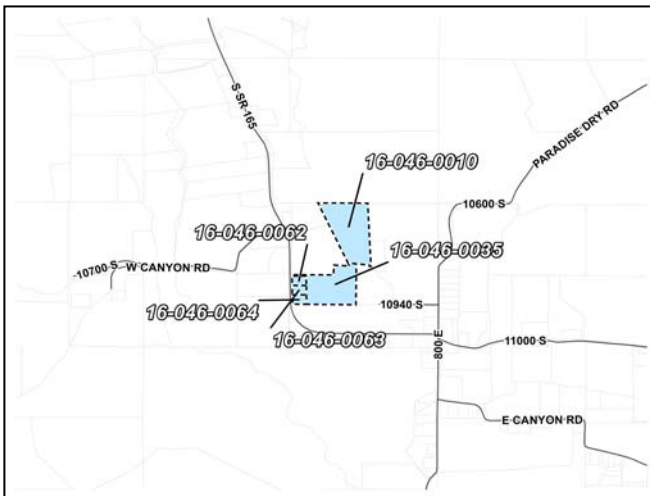 S SR-165
PARADISE DRY RD
16-046-0010
10600 S
16-046-0062
16-046-0035
10700 S
W CANYON RD
16-046-0064
10940 S
16-046-0063
800 E
11000 S
E CANYON RD